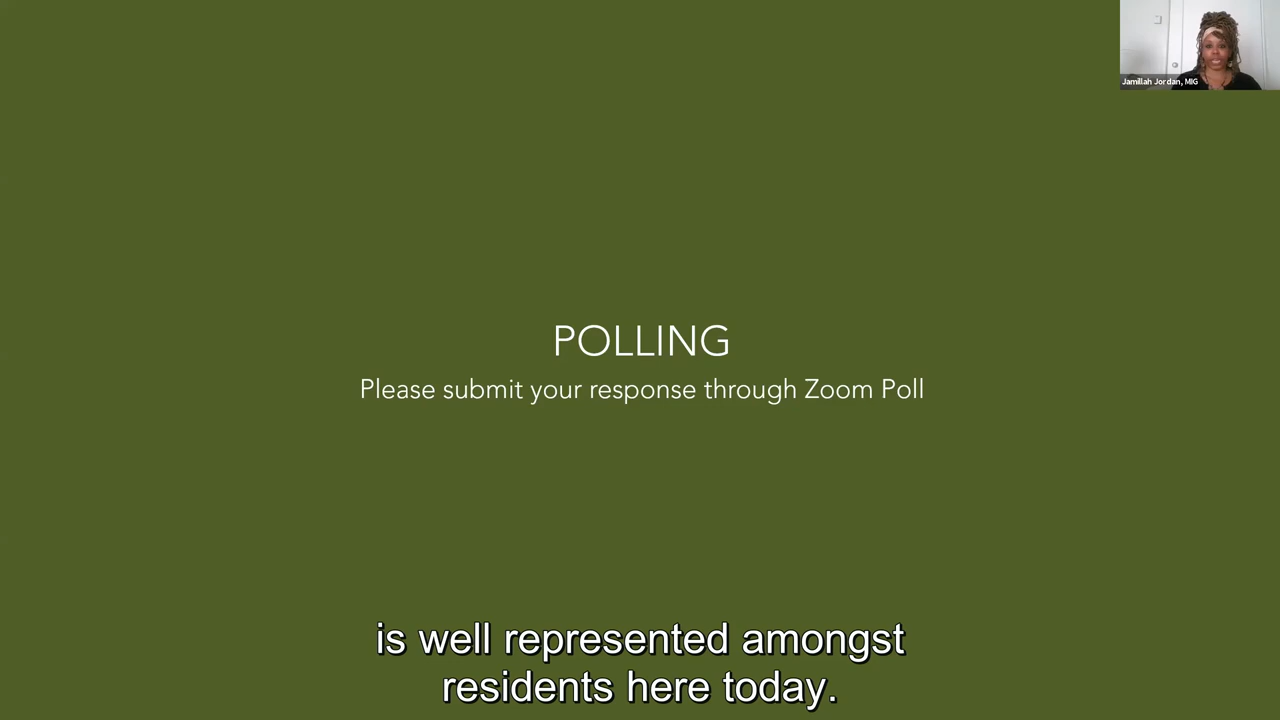 Jamillah Jordan, MIG
POLLING
Please submit your response through Zoom Poll
is well represented amongst
residents here today.